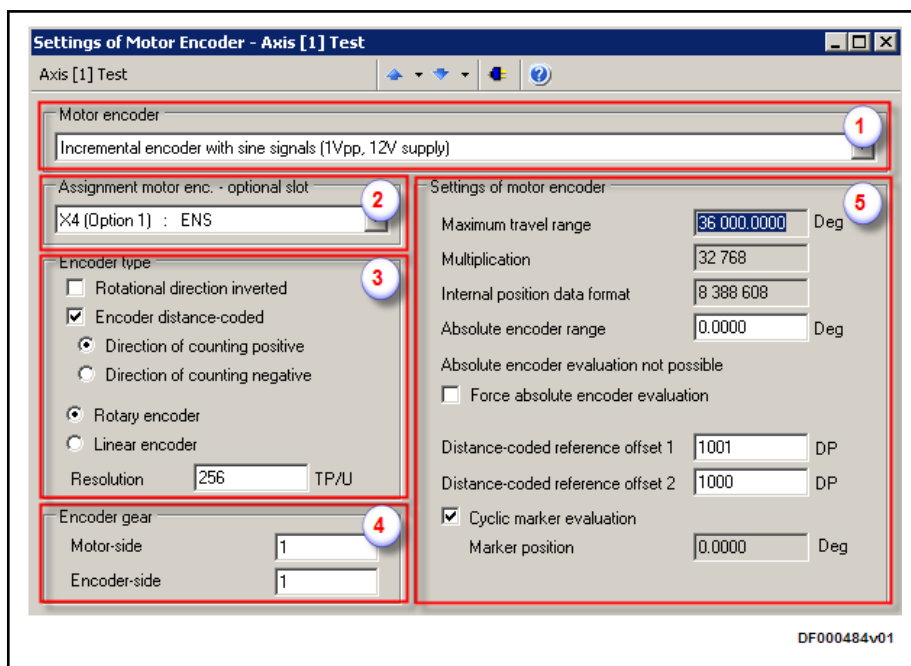 Settings of Motor Encoder - Axis [1] Test
Axis [1] Test
Motor encoder
1
Incremental encoder with sine signals (1Vpp, 12V supply)
Assignment motor enc. - optional slot
2
X4 (Option 1) : ENS
Encoder type
3
Rotational direction inverted
Encoder distance-coded
Direction of counting positive
Direction of counting negative
Rotary encoder
Linear encoder
Resolution 256 TP/U
Encoder gear
4
Motor-side 1
Encoder-side 1
Settings of motor encoder
5
Maximum travel range 36 000.0000 Deg
Multiplication 32 768
Internal position data format 8 388 608
Absolute encoder range 0.0000 Deg
Absolute encoder evaluation not possible
Force absolute encoder evaluation
Distance-coded reference offset 1 1001 DP
Distance-coded reference offset 2 1000 DP
Cyclic marker evaluation
Marker position 0.0000 Deg
DF000484v01